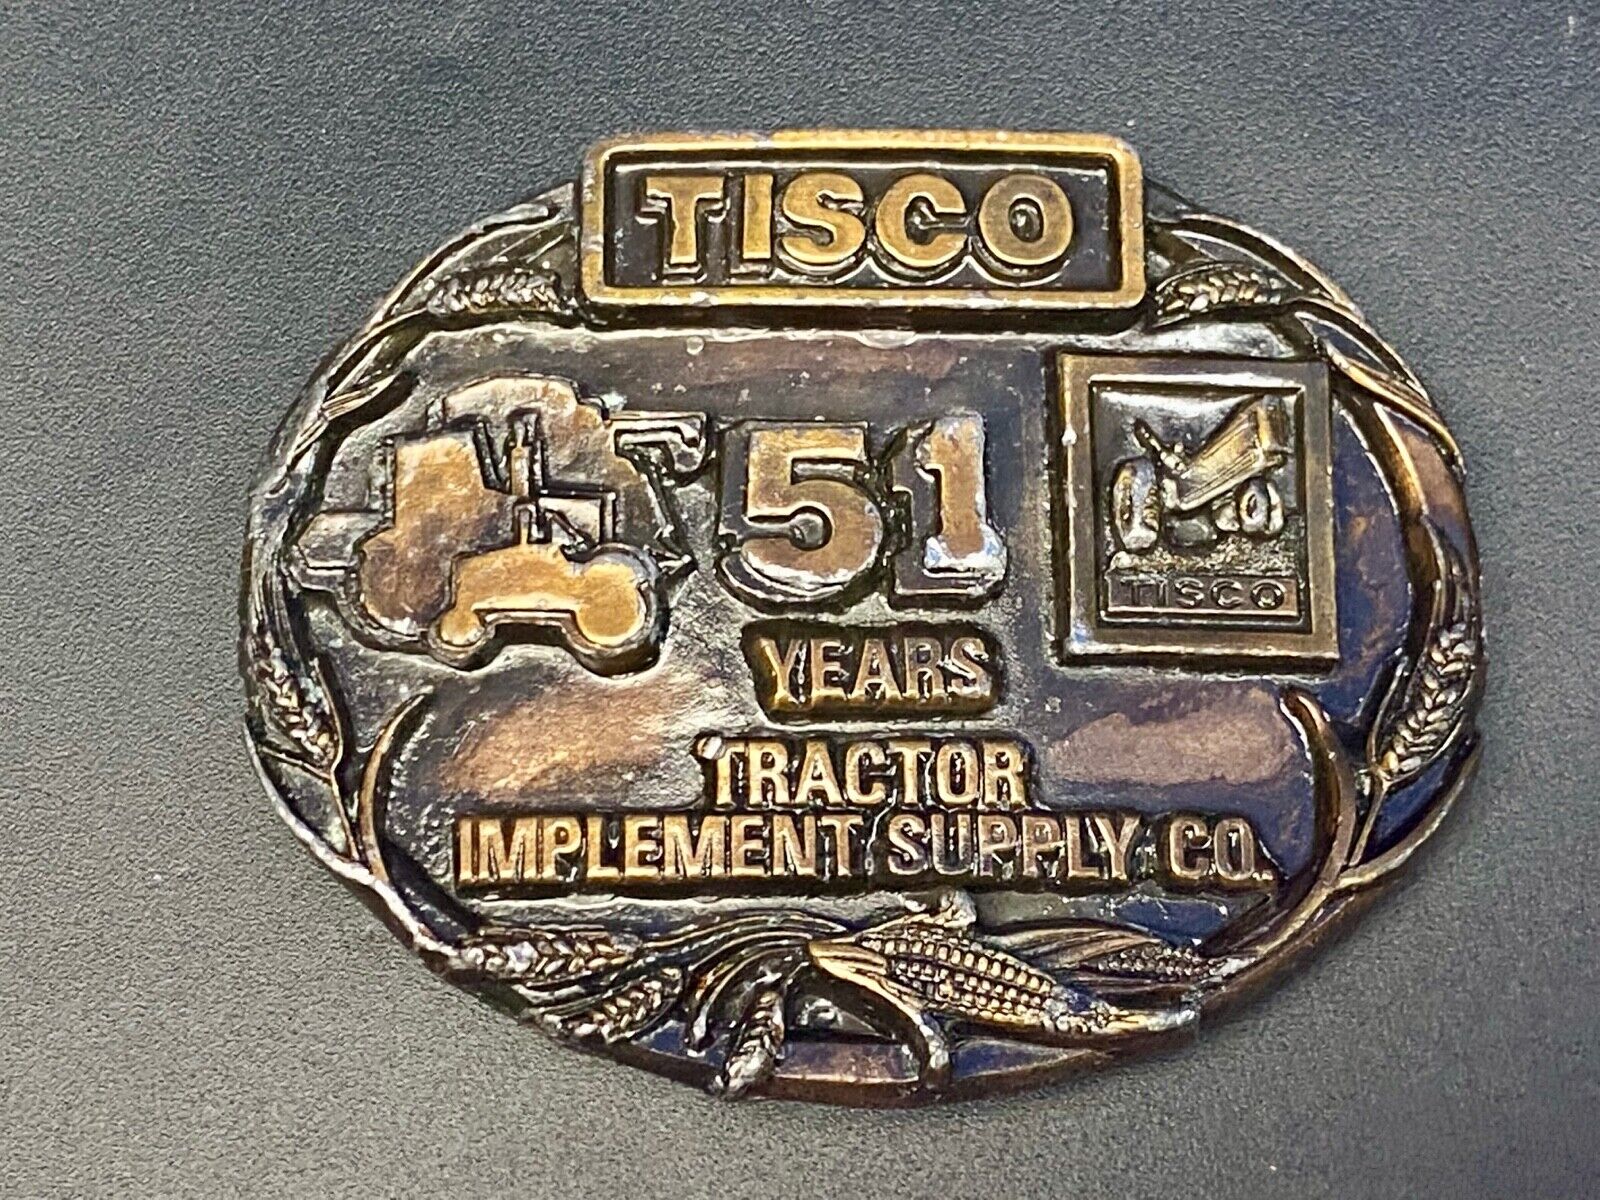 TISCO
51
YEARS
TISCO
TRACTOR
IMPLEMENT SUPPLY CO.